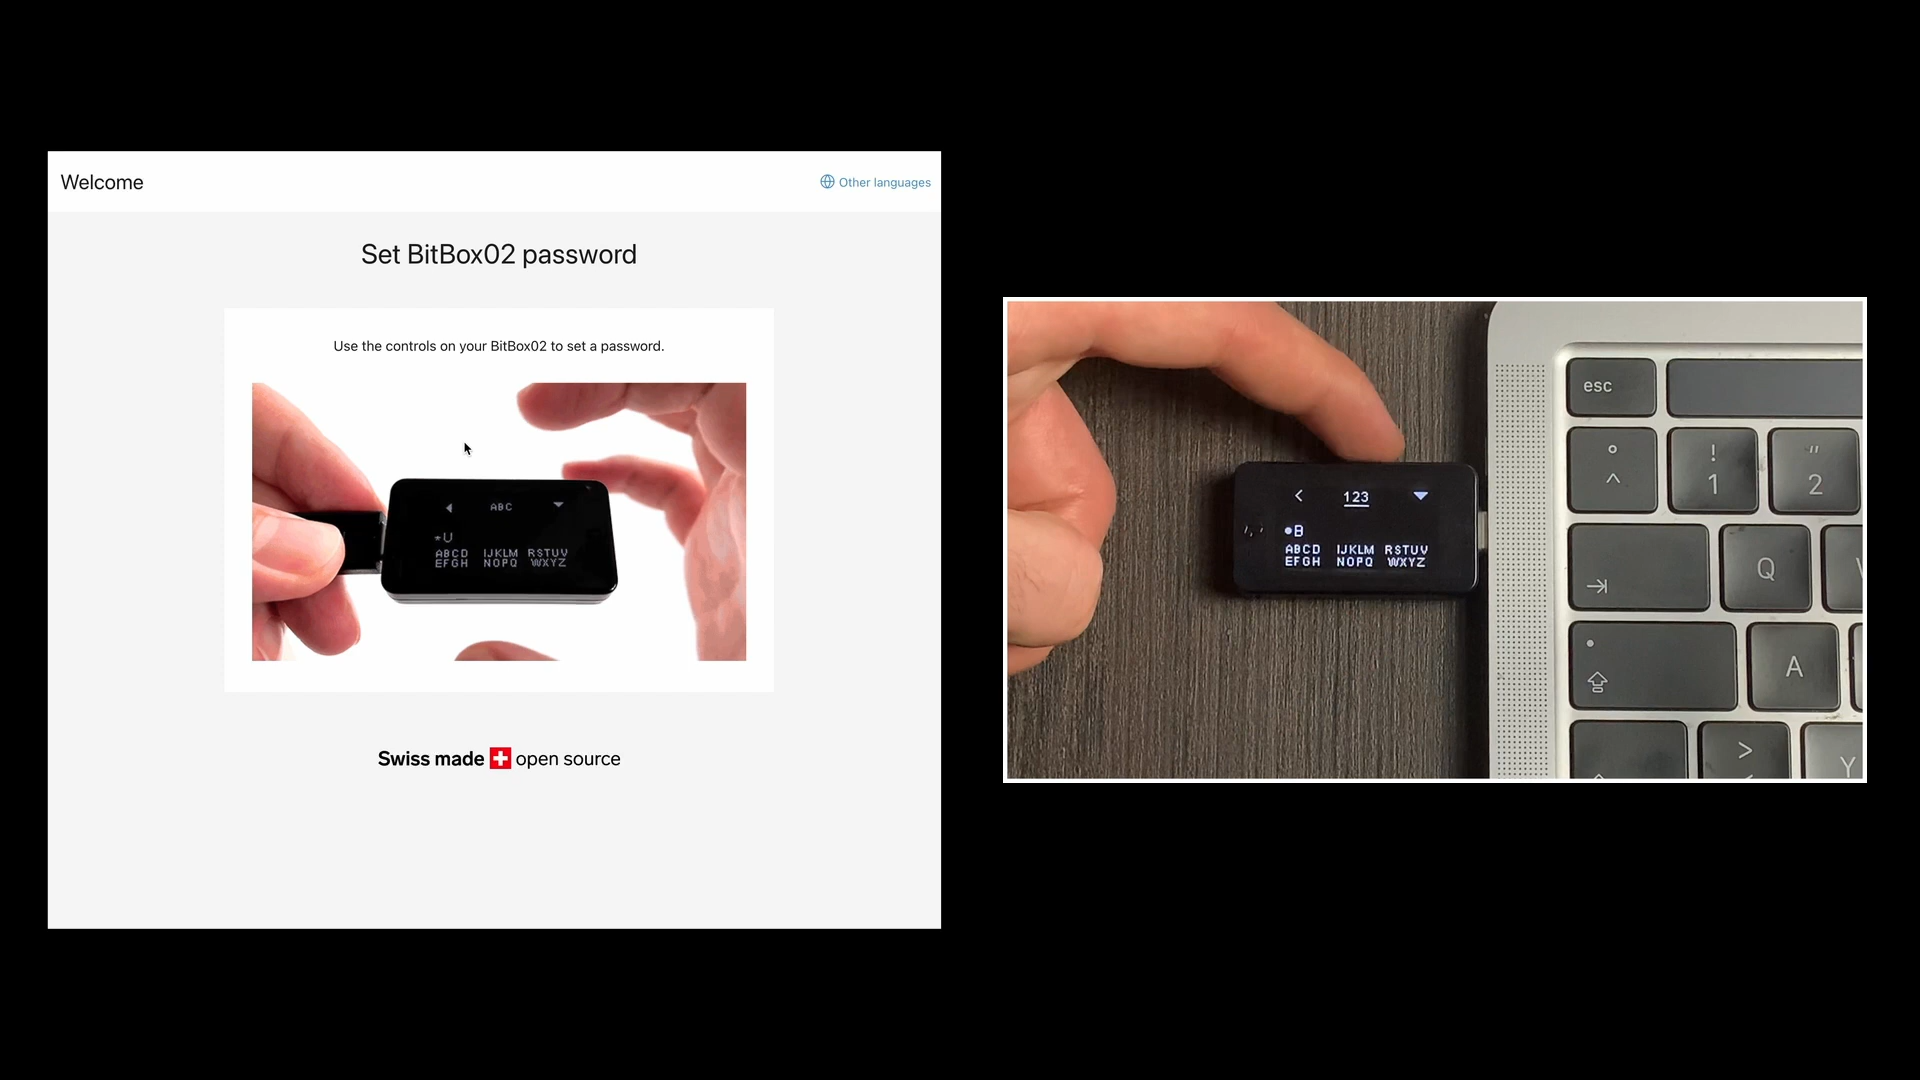 Welcome
Other languages
Set BitBox02 password
Use the controls on your BitBox02 to set a password.
ABC
*U
ABCD IJKLM RSTUV
EFGH NOPQ WXYZ
Swiss made open source
123
●B
ABCD IJKLM RSTUV
EFGH NOPQ WXYZ
esc
° ! "
^ 1 2
Q
A
>
Y